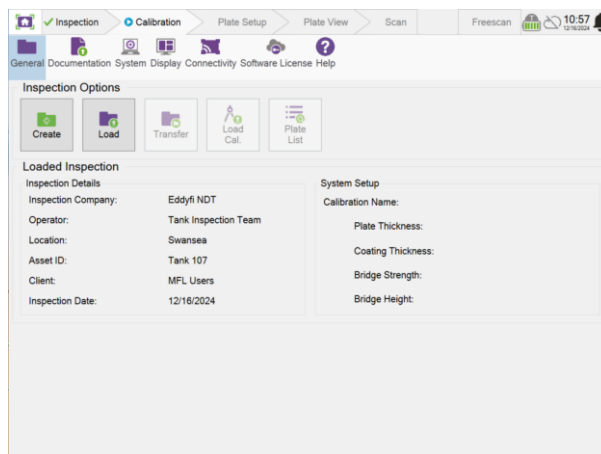 Inspection Calibration Plate Setup Plate View Scan Freescan 10:57
12/16/2024
General Documentation System Display Connectivity Software License Help
Inspection Options
Create Load Transfer Load Cal. Plate List
Loaded Inspection
Inspection Details
Inspection Company: Eddyfi NDT
Operator: Tank Inspection Team
Location: Swansea
Asset ID: Tank 107
Client: MFL Users
Inspection Date: 12/16/2024
System Setup
Calibration Name:
Plate Thickness:
Coating Thickness:
Bridge Strength:
Bridge Height: